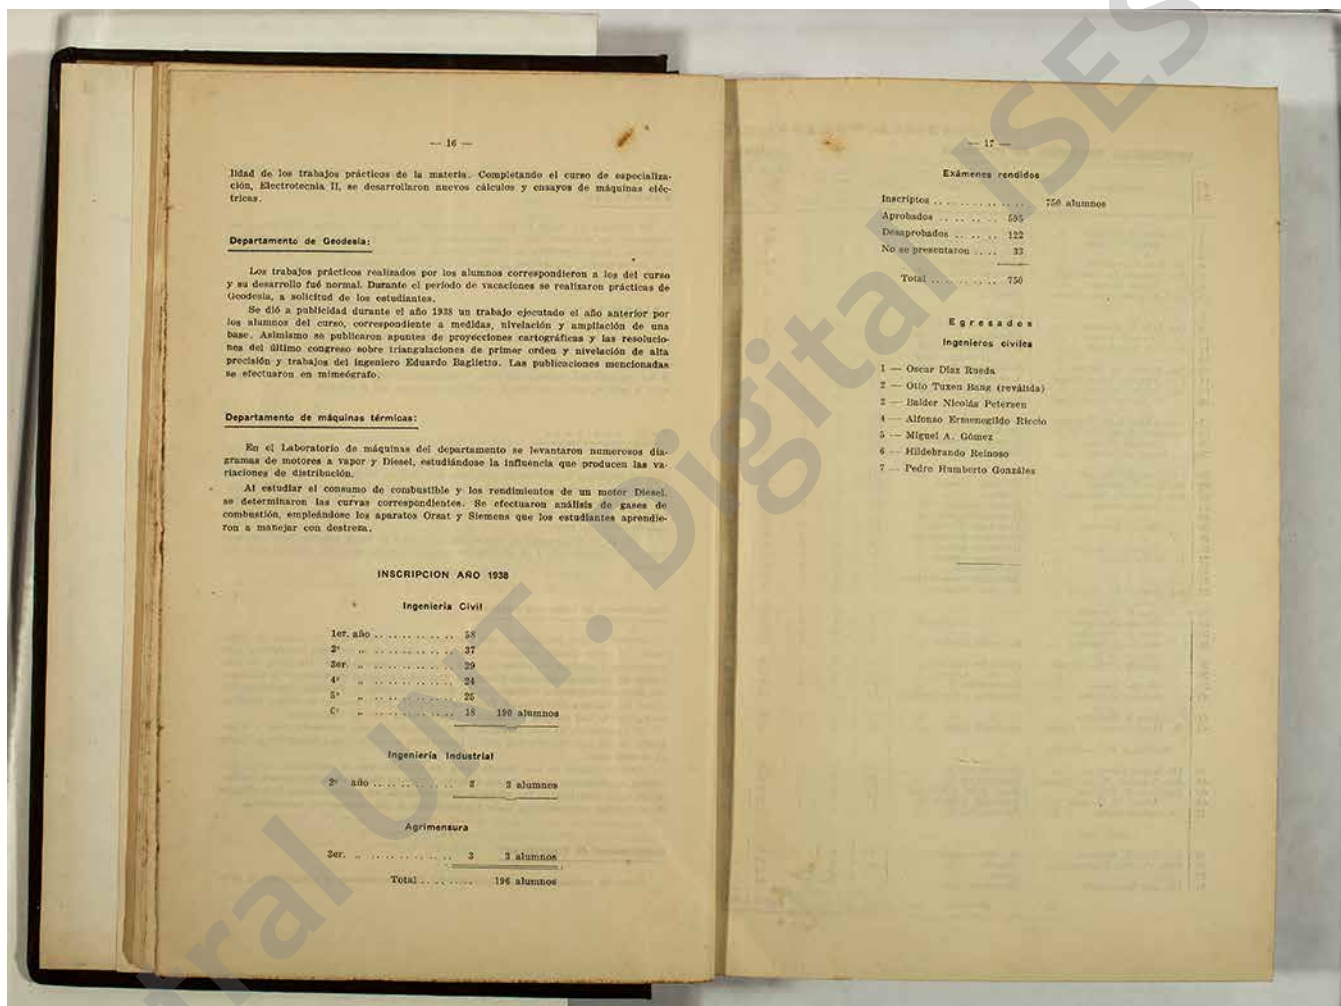 — 16 —
lidad de los trabajos prácticos de la materia. Completando el curso de especializa-
ción, Electrotecnia II, se desarrollaron nuevos cálculos y ensayos de máquinas eléc-
tricas.
Departamento de Geodesia:
Los trabajos prácticos realizados por los alumnos correspondieron a los del curso
y su desarrollo fué normal. Durante el período de vacaciones se realizaron prácticas de
Geodesia, a solicitud de los estudiantes.
Se dió a publicidad durante el año 1938 un trabajo ejecutado el año anterior por
los alumnos del curso, correspondiente a medidas, nivelación y ampliación de una
base. Asimismo se publicaron apuntes de proyecciones cartográficas y las resolucio-
nes del último congreso sobre triangulaciones de primer orden y nivelación de alta
precisión y trabajos del ingeniero Eduardo Baglietto. Las publicaciones mencionadas
se efectuaron en mimeógrafo.
Departamento de máquinas térmicas:
En el Laboratorio de máquinas del departamento se levantaron numerosos dia-
gramas de motores a vapor y Diesel, estudiándose la influencia que producen las va-
riaciones de distribución.
Al estudiar el consumo de combustible y los rendimientos de un motor Diesel,
se determinaron las curvas correspondientes. Se efectuaron análisis de gases de
combustión, empleándose los aparatos Orsat y Siemens que los estudiantes aprendie-
ron a manejar con destreza.
INSCRIPCION AÑO 1938
Ingeniería Civil
1er. año .. .. .. .. .. .. 58
2º „ .. .. .. .. .. .. 37
3er. „ .. .. .. .. .. .. 29
4º „ .. .. .. .. .. .. 24
5º „ .. .. .. .. .. .. 25
6º „ .. .. .. .. .. .. 18 190 alumnos
Ingeniería Industrial
2º año .. .. .. .. .. .. 3 3 alumnos
Agrimensura
3er. „ .. .. .. .. .. .. 3 3 alumnos
Total .. .. .. .. 196 alumnos
— 17 —
Exámenes rendidos
Inscriptos .. .. .. .. .. .. .. 750 alumnos
Aprobados .. .. .. .. 595
Desaprobados .. .. .. 122
No se presentaron .. .. 33
Total .. .. .. .. .. 750
Egresados
Ingenieros civiles
1 — Oscar Díaz Rueda
2 — Otto Tuxen Bang (reválida)
3 — Balder Nicolás Petersen
4 — Alfonso Ermenegildo Riccio
5 — Miguel A. Gómez
6 — Hildebrando Reinoso
7 — Pedro Humberto Gonzáles
tral UNT. Digital ISES